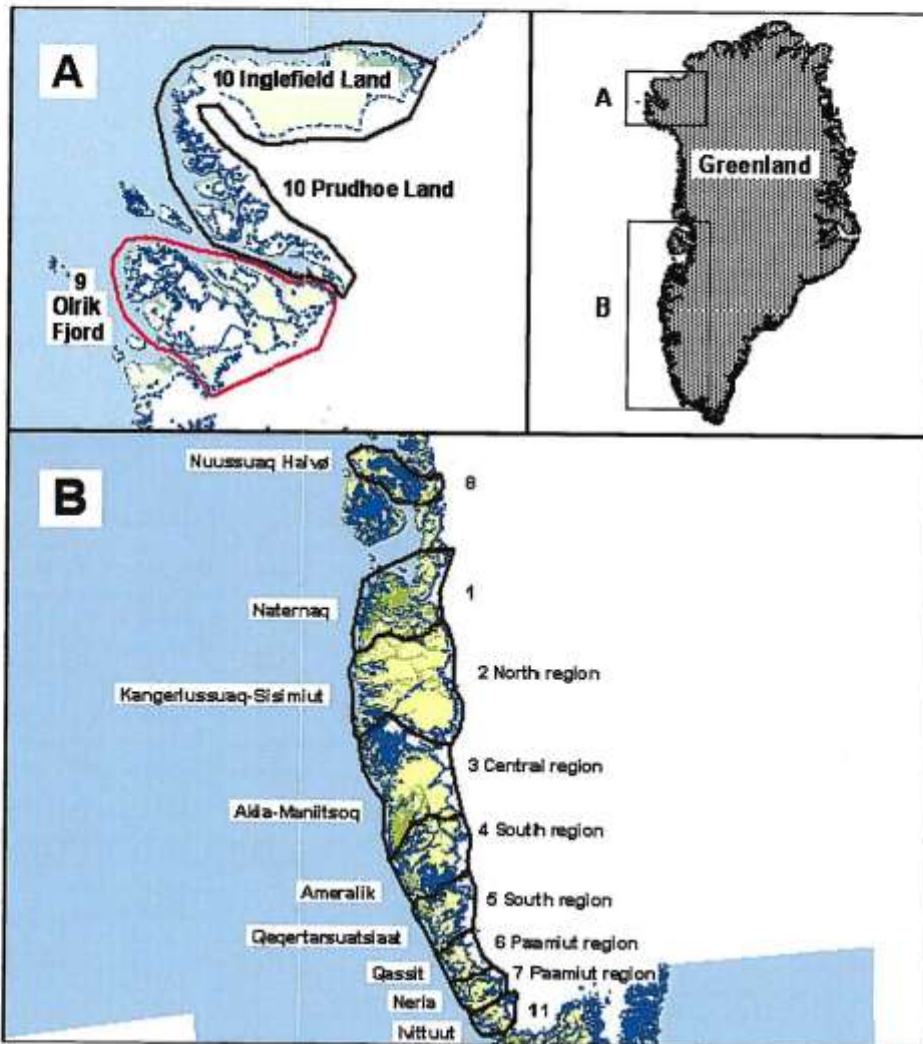 A
10 Inglefield Land
10 Prudhoe Land
9
Olrik
Fjord
A
Greenland
B
B
Nuussuaq Halvø
8
Naternaq
1
Kangerlussuaq-Sisimiut
2 North region
3 Central region
Akia-Maniitsoq
4 South region
Ameralik
5 South region
Qeqertarsuatsiaat
6 Paamiut region
Qassit
7 Paamiut region
Neria
11
Ivittuut